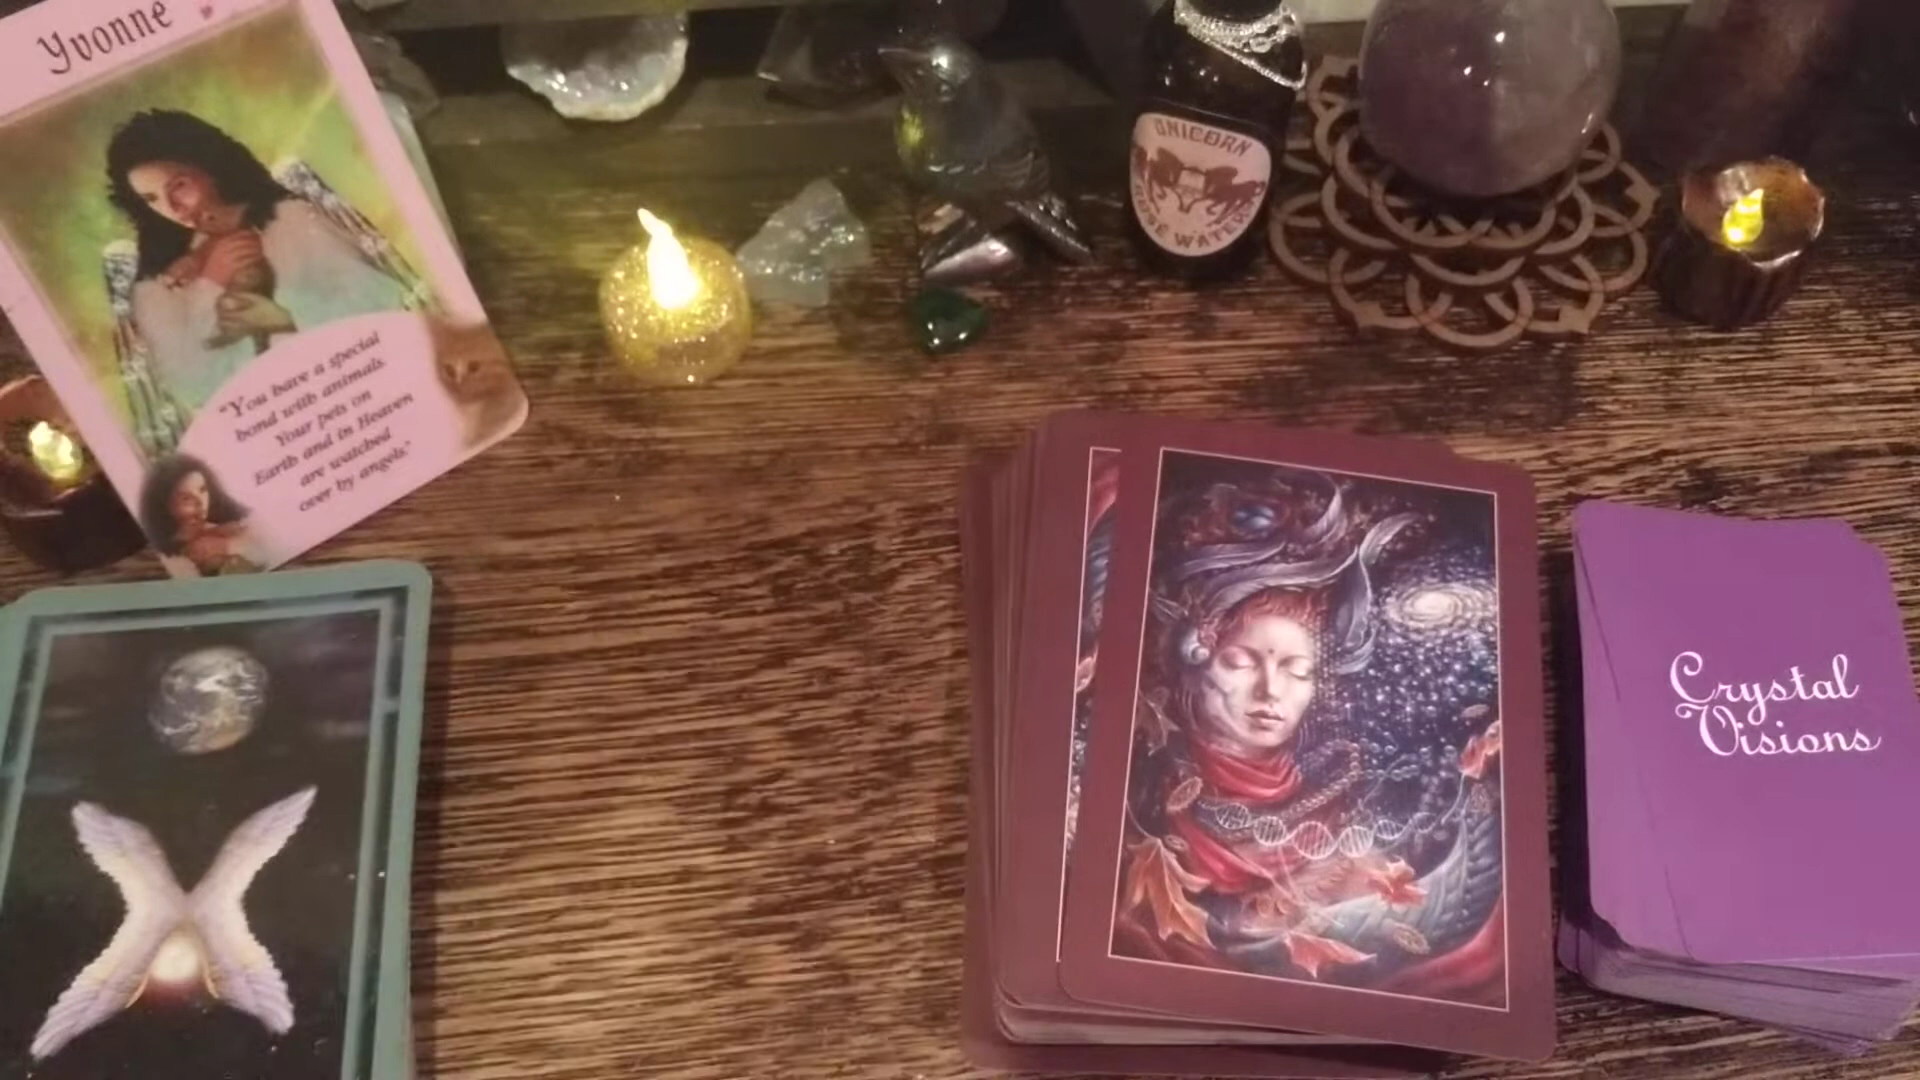 Yvonne
"You have a special
bond with animals.
Your pets on
Earth and in Heaven
are watched
over by angels."
UNICORN
ROSE WATER
Crystal
Visions